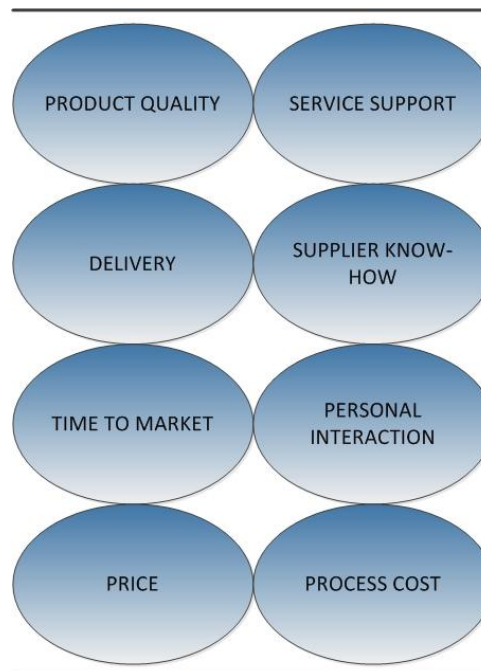 PRODUCT QUALITY
SERVICE SUPPORT
DELIVERY
SUPPLIER KNOW-
HOW
TIME TO MARKET
PERSONAL
INTERACTION
PRICE
PROCESS COST